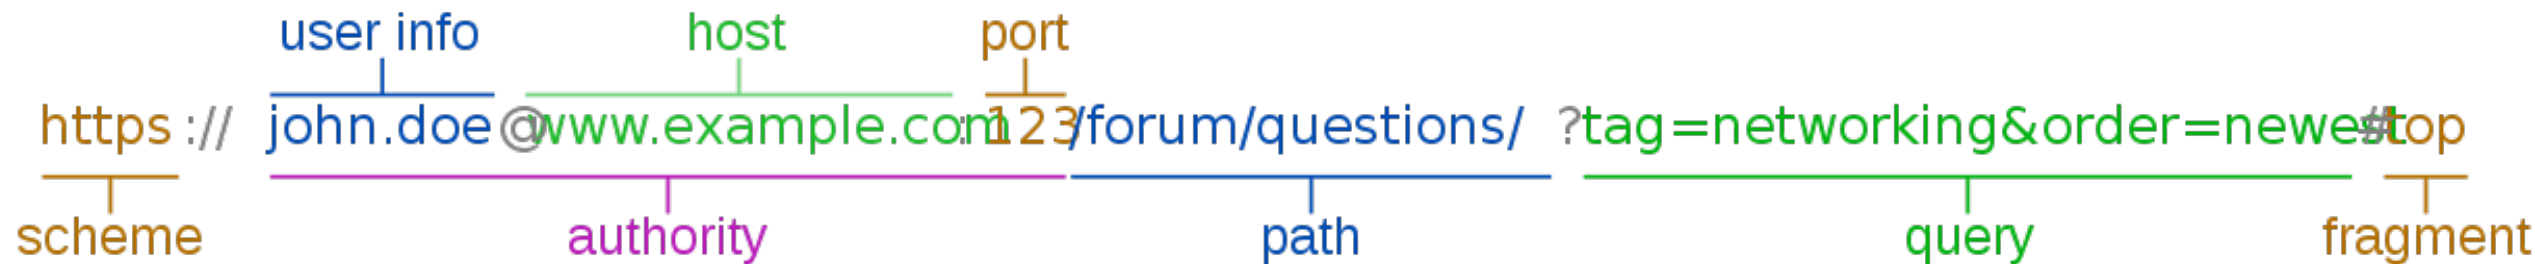 user info host port
https://john.doe@www.example.com:123/forum/questions/?tag=networking&order=newest#top
scheme authority path query fragment